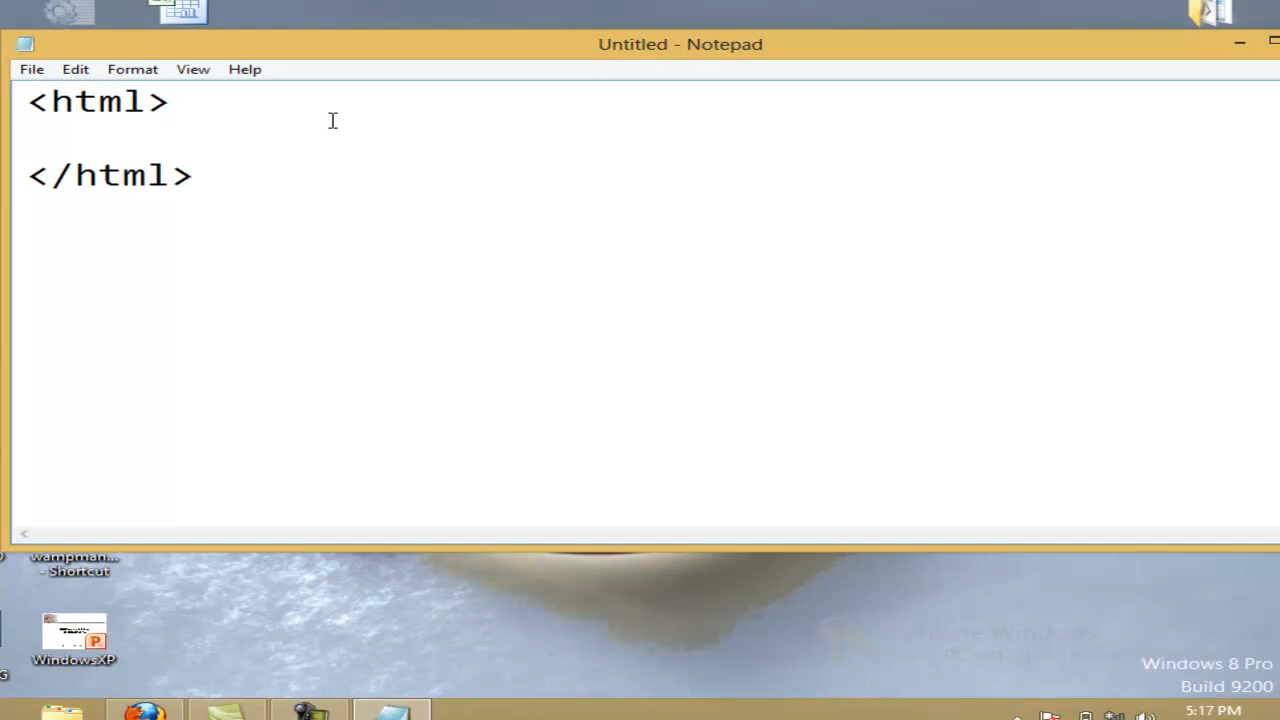 Untitled - Notepad
File Edit Format View Help
<html>
</html>
wampman...
- Shortcut
WindowsXP
Windows 8 Pro
Build 9200
5:17 PM